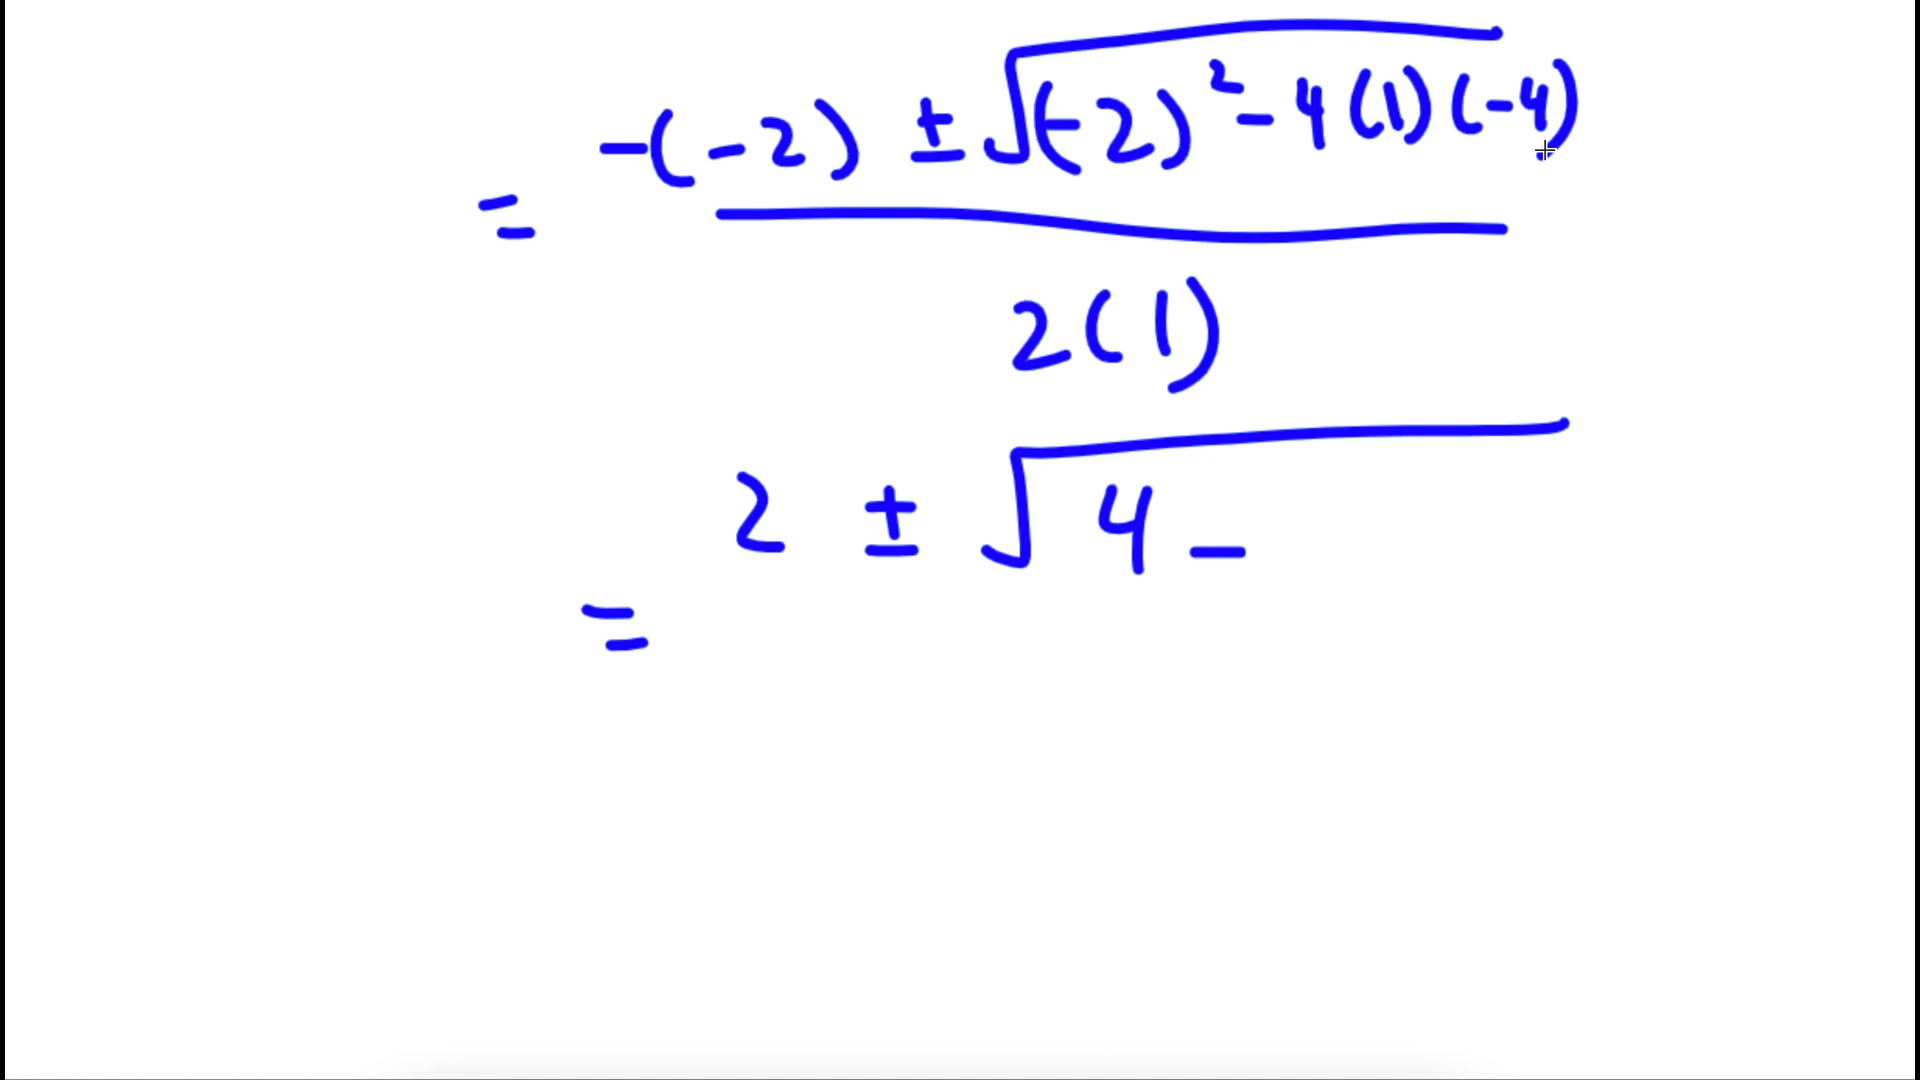 = -(-2) ± √(-2)² - 4(1)(-4)
2(1)
= 2 ± √4 -